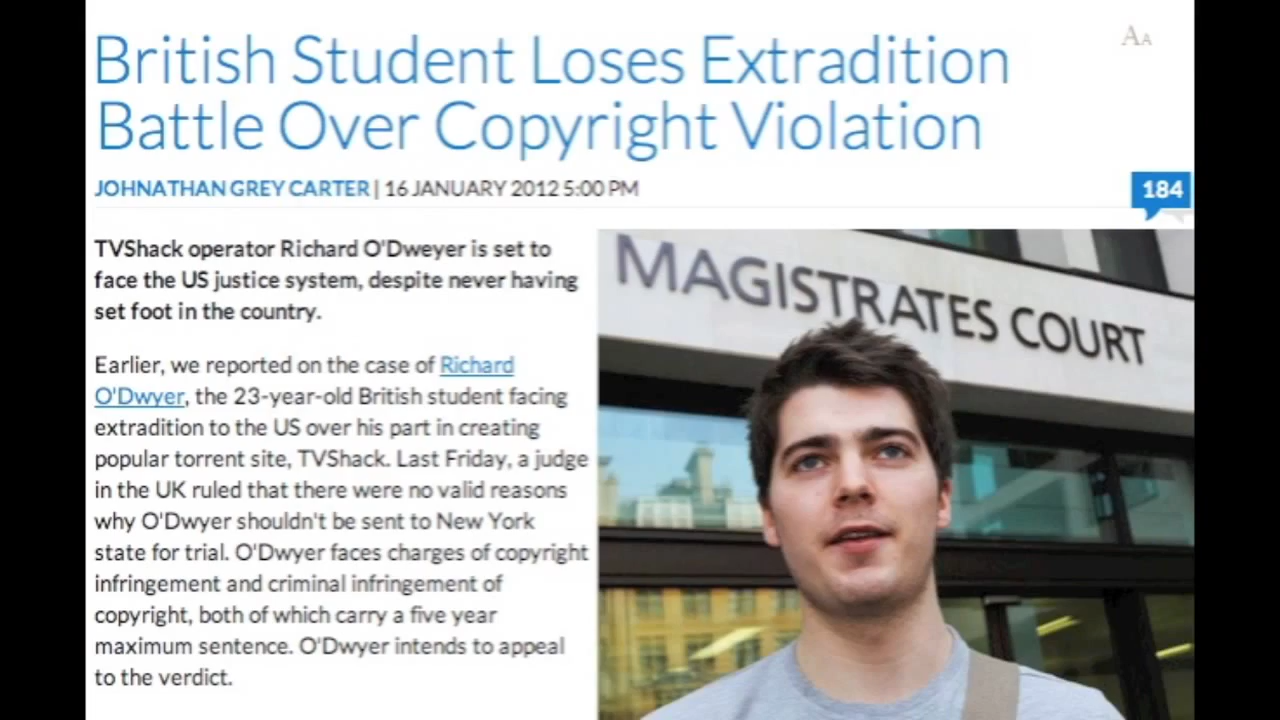 British Student Loses Extradition
Battle Over Copyright Violation
AA
JOHNATHAN GREY CARTER | 16 JANUARY 2012 5:00 PM
184
TVShack operator Richard O'Dweyer is set to
face the US justice system, despite never having
set foot in the country.
Earlier, we reported on the case of Richard
O'Dwyer, the 23-year-old British student facing
extradition to the US over his part in creating
popular torrent site, TVShack. Last Friday, a judge
in the UK ruled that there were no valid reasons
why O'Dwyer shouldn't be sent to New York
state for trial. O'Dwyer faces charges of copyright
infringement and criminal infringement of
copyright, both of which carry a five year
maximum sentence. O'Dwyer intends to appeal
to the verdict.
MAGISTRATES COURT